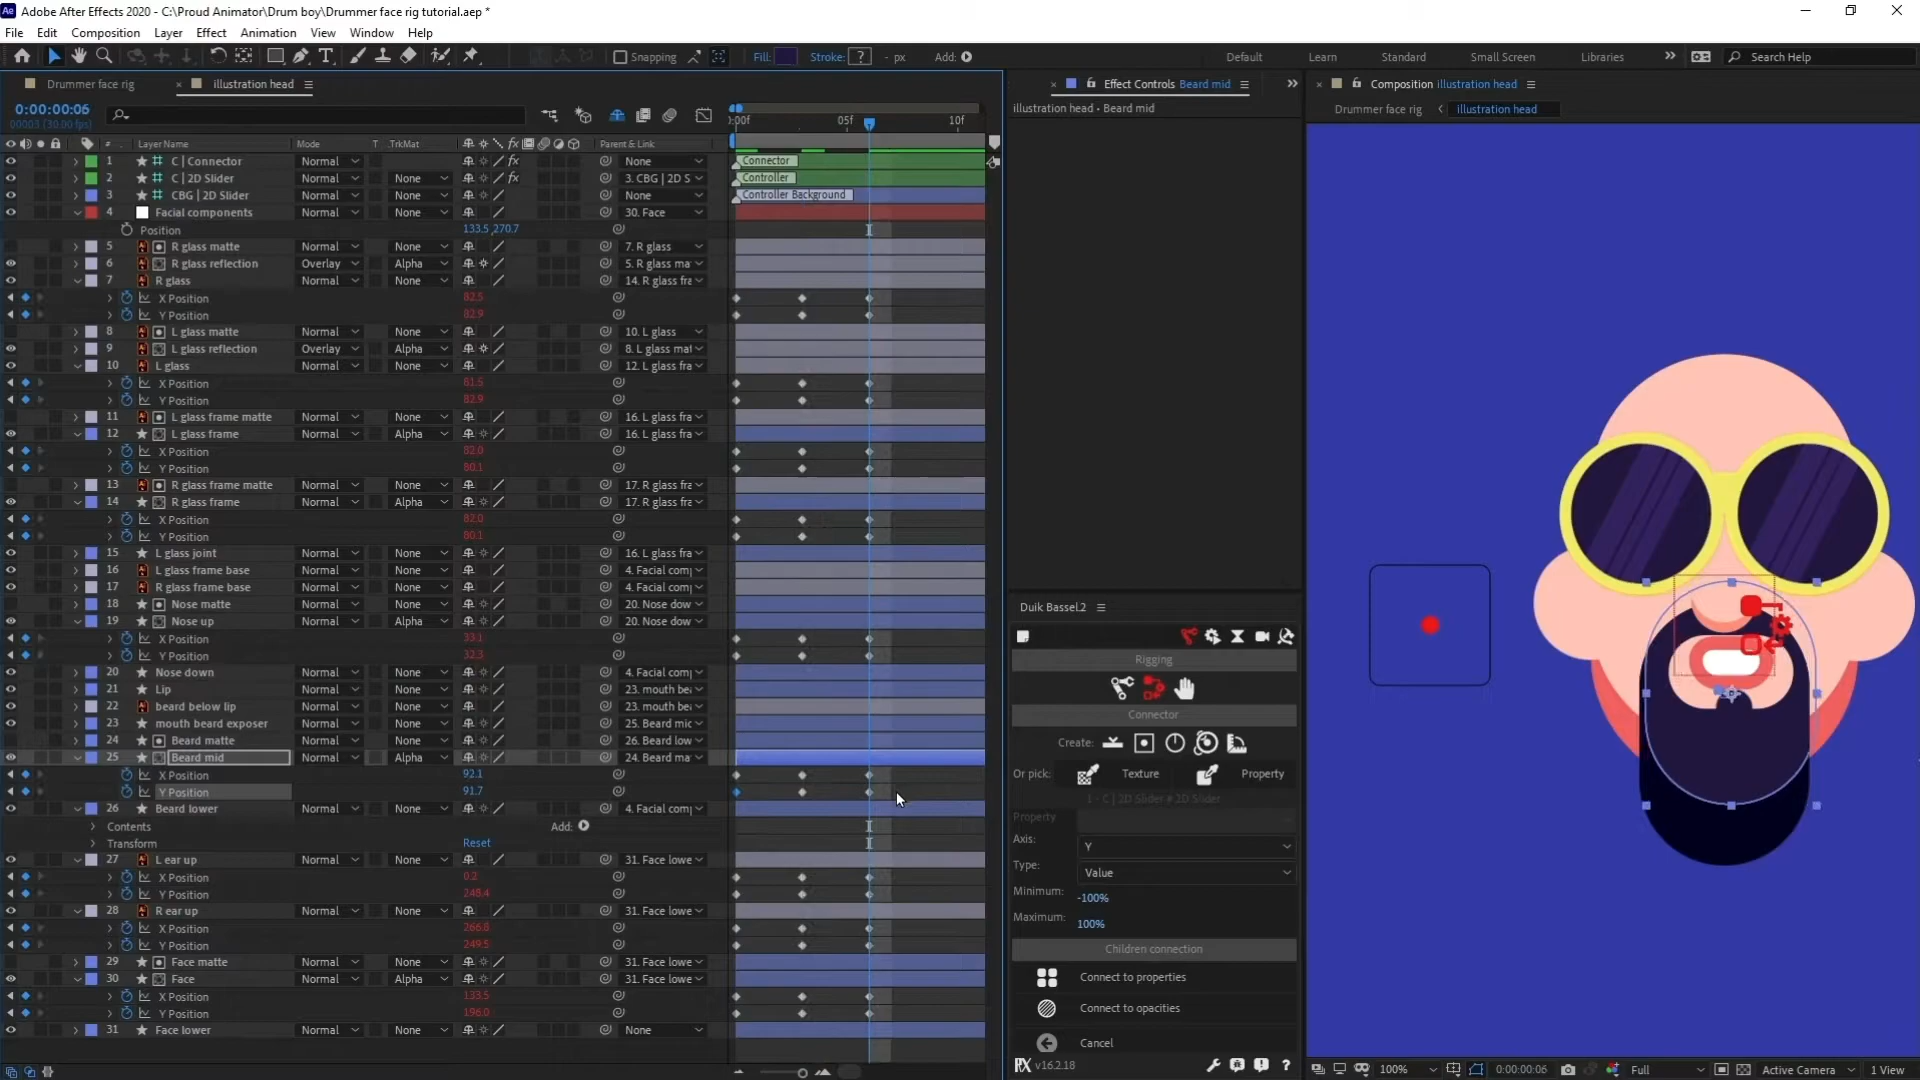 Adobe After Effects 2020 - C:\Proud Animator\Drum boy\Drummer face rig tutorial.aep *
File Edit Composition Layer Effect Animation View Window Help
Snapping Fill: Stroke: ? - px Add: Default Learn Standard Small Screen Libraries Search Help
Drummer face rig illustration head
Effect Controls Beard mid
Composition illustration head
0:00:00:06
00003 (30.00 fps)
illustration head • Beard mid
Drummer face rig illustration head
:00f 05f 10f
# Layer Name Mode T .TrkMat Parent & Link
1 C | Connector Normal None Connector
2 C | 2D Slider Normal None 3. CBG | 2D S Controller
3 CBG | 2D Slider Normal None None Controller Background
4 Facial components Normal None 30. Face
Position 133.5,270.7
5 R glass matte Normal None 7. R glass
6 R glass reflection Overlay Alpha 5. R glass ma
7 R glass Normal None 14. R glass fra
X Position 82.5
Y Position 82.9
8 L glass matte Normal None 10. L glass
9 L glass reflection Overlay Alpha 8. L glass mat
10 L glass Normal None 12. L glass fra
X Position 81.5
Y Position 82.9
11 L glass frame matte Normal None 16. L glass fra
12 L glass frame Normal Alpha 16. L glass fra
X Position 82.0
Y Position 80.1
13 R glass frame matte Normal None 17. R glass fra
14 R glass frame Normal Alpha 17. R glass fra
X Position 82.0
Y Position 80.1
15 L glass joint Normal None 16. L glass fra
16 L glass frame base Normal None 4. Facial com
17 R glass frame base Normal None 4. Facial com
18 Nose matte Normal None 20. Nose dow
19 Nose up Normal Alpha 20. Nose dow
X Position 33.1
Y Position 32.3
20 Nose down Normal None 4. Facial com
21 Lip Normal None 23. mouth be
22 beard below lip Normal None 23. mouth be
23 mouth beard exposer Normal None 25. Beard mic
24 Beard matte Normal None 26. Beard low
25 Beard mid Normal Alpha 24. Beard ma
X Position 92.1
Y Position 91.7
26 Beard lower Normal None 4. Facial com
Contents Add:
Transform Reset
27 L ear up Normal None 31. Face lowe
X Position 0.2
Y Position 248.4
28 R ear up Normal None 31. Face lowe
X Position 266.8
Y Position 249.5
29 Face matte Normal None 31. Face lowe
30 Face Normal Alpha 31. Face lowe
X Position 133.5
Y Position 196.0
31 Face lower Normal None None
Duik Bassel.2
Rigging
Connector
Create:
Or pick: Texture Property
1 - C | 2D Slider # 2D Slider
Property
Axis: Y
Type: Value
Minimum: -100%
Maximum: 100%
Children connection
Connect to properties
Connect to opacities
Cancel
v16.2.18 ?
100% 0:00:00:06 Full Active Camera 1 View